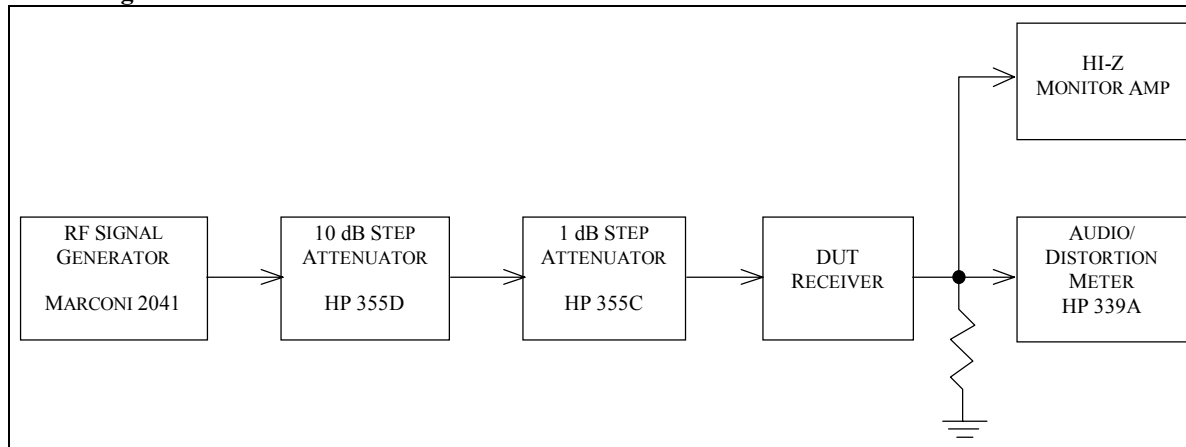 HI-Z
MONITOR AMP
RF SIGNAL
GENERATOR
MARCONI 2041
10 dB STEP
ATTENUATOR
HP 355D
1 dB STEP
ATTENUATOR
HP 355C
DUT
RECEIVER
AUDIO/
DISTORTION
METER
HP 339A